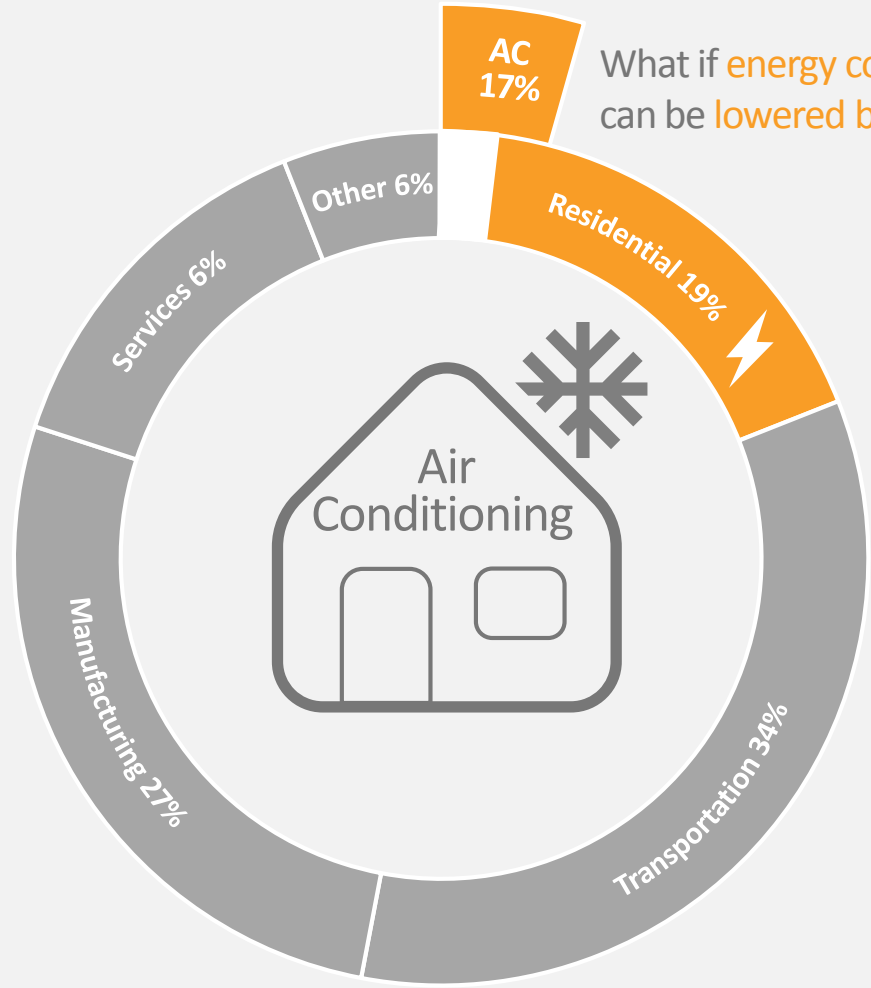 AC
17%
What if energy co
can be lowered b
Other 6%
Residential 19%
Services 6%
Air
Conditioning
Manufacturing 27%
Transportation 34%